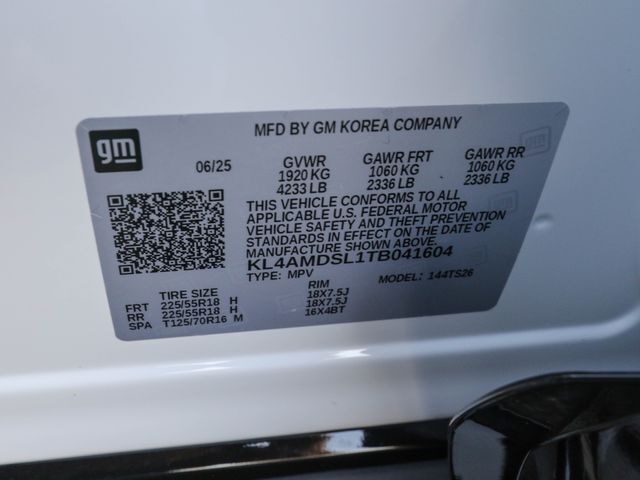 gm
MFD BY GM KOREA COMPANY
06/25 GVWR GAWR FRT GAWR RR
1920 KG 1060 KG 1060 KG
4233 LB 2336 LB 2336 LB
THIS VEHICLE CONFORMS TO ALL
APPLICABLE U.S. FEDERAL MOTOR
VEHICLE SAFETY AND THEFT PREVENTION
STANDARDS IN EFFECT ON THE DATE OF
MANUFACTURE SHOWN ABOVE.
KL4AMDSL1TB041604
TYPE: MPV MODEL: 144TS26
TIRE SIZE RIM
FRT 225/55R18 H 18X7.5J
RR 225/55R18 H 18X7.5J
SPA T125/70R16 M 16X4BT